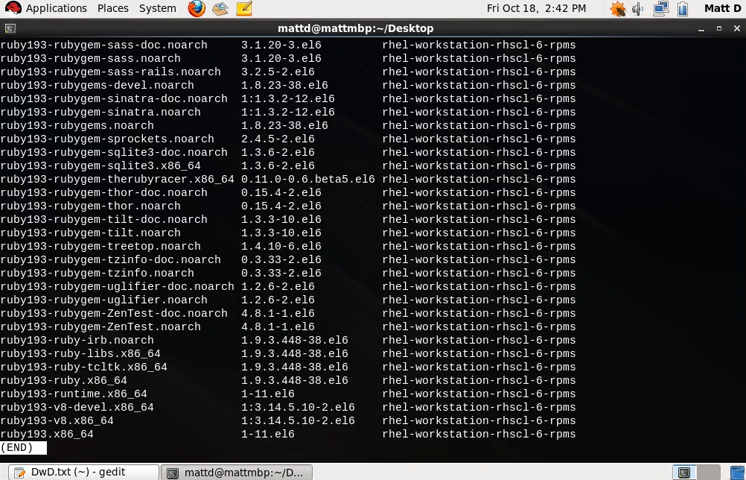 Applications Places System Fri Oct 18, 2:42 PM Matt D
mattd@mattmbp:~/Desktop
ruby193-rubygem-sass-doc.noarch 3.1.20-3.el6 rhel-workstation-rhscl-6-rpms
ruby193-rubygem-sass.noarch 3.1.20-3.el6 rhel-workstation-rhscl-6-rpms
ruby193-rubygem-sass-rails.noarch 3.2.5-2.el6 rhel-workstation-rhscl-6-rpms
ruby193-rubygems-devel.noarch 1.8.23-38.el6 rhel-workstation-rhscl-6-rpms
ruby193-rubygem-sinatra-doc.noarch 1:1.3.2-12.el6 rhel-workstation-rhscl-6-rpms
ruby193-rubygem-sinatra.noarch 1:1.3.2-12.el6 rhel-workstation-rhscl-6-rpms
ruby193-rubygems.noarch 1.8.23-38.el6 rhel-workstation-rhscl-6-rpms
ruby193-rubygem-sprockets.noarch 2.4.5-2.el6 rhel-workstation-rhscl-6-rpms
ruby193-rubygem-sqlite3-doc.noarch 1.3.6-2.el6 rhel-workstation-rhscl-6-rpms
ruby193-rubygem-sqlite3.x86_64 1.3.6-2.el6 rhel-workstation-rhscl-6-rpms
ruby193-rubygem-therubyracer.x86_64 0.11.0-0.6.beta5.el6 rhel-workstation-rhscl-6-rpms
ruby193-rubygem-thor-doc.noarch 0.15.4-2.el6 rhel-workstation-rhscl-6-rpms
ruby193-rubygem-thor.noarch 0.15.4-2.el6 rhel-workstation-rhscl-6-rpms
ruby193-rubygem-tilt-doc.noarch 1.3.3-10.el6 rhel-workstation-rhscl-6-rpms
ruby193-rubygem-tilt.noarch 1.3.3-10.el6 rhel-workstation-rhscl-6-rpms
ruby193-rubygem-treetop.noarch 1.4.10-6.el6 rhel-workstation-rhscl-6-rpms
ruby193-rubygem-tzinfo-doc.noarch 0.3.33-2.el6 rhel-workstation-rhscl-6-rpms
ruby193-rubygem-tzinfo.noarch 0.3.33-2.el6 rhel-workstation-rhscl-6-rpms
ruby193-rubygem-uglifier-doc.noarch 1.2.6-2.el6 rhel-workstation-rhscl-6-rpms
ruby193-rubygem-uglifier.noarch 1.2.6-2.el6 rhel-workstation-rhscl-6-rpms
ruby193-rubygem-ZenTest-doc.noarch 4.8.1-1.el6 rhel-workstation-rhscl-6-rpms
ruby193-rubygem-ZenTest.noarch 4.8.1-1.el6 rhel-workstation-rhscl-6-rpms
ruby193-ruby-irb.noarch 1.9.3.448-38.el6 rhel-workstation-rhscl-6-rpms
ruby193-ruby-libs.x86_64 1.9.3.448-38.el6 rhel-workstation-rhscl-6-rpms
ruby193-ruby-tcltk.x86_64 1.9.3.448-38.el6 rhel-workstation-rhscl-6-rpms
ruby193-ruby.x86_64 1.9.3.448-38.el6 rhel-workstation-rhscl-6-rpms
ruby193-runtime.x86_64 1-11.el6 rhel-workstation-rhscl-6-rpms
ruby193-v8-devel.x86_64 1:3.14.5.10-2.el6 rhel-workstation-rhscl-6-rpms
ruby193-v8.x86_64 1:3.14.5.10-2.el6 rhel-workstation-rhscl-6-rpms
ruby193.x86_64 1-11.el6 rhel-workstation-rhscl-6-rpms
(END)
DwD.txt (~) - gedit mattd@mattmbp:~/D...